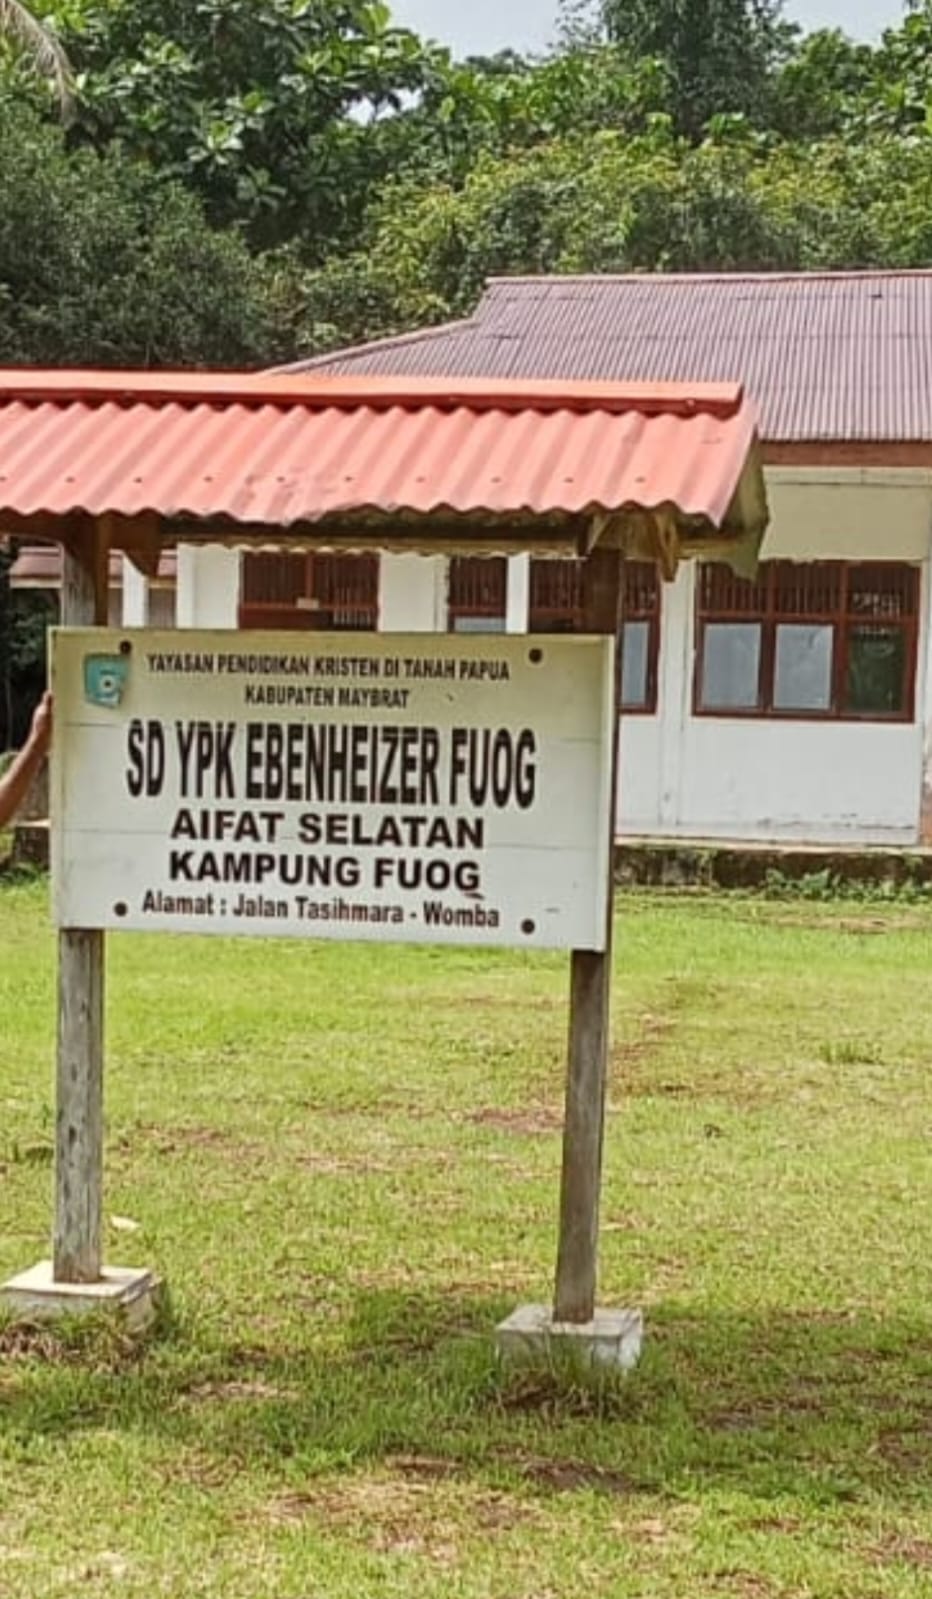 YAYASAN PENDIDIKAN KRISTEN DI TANAH PAPUA
KABUPATEN MAYBRAT
SD YPK EBENHEIZER FUOG
AIFAT SELATAN
KAMPUNG FUOG
Alamat : Jalan Tasihmara - Womba